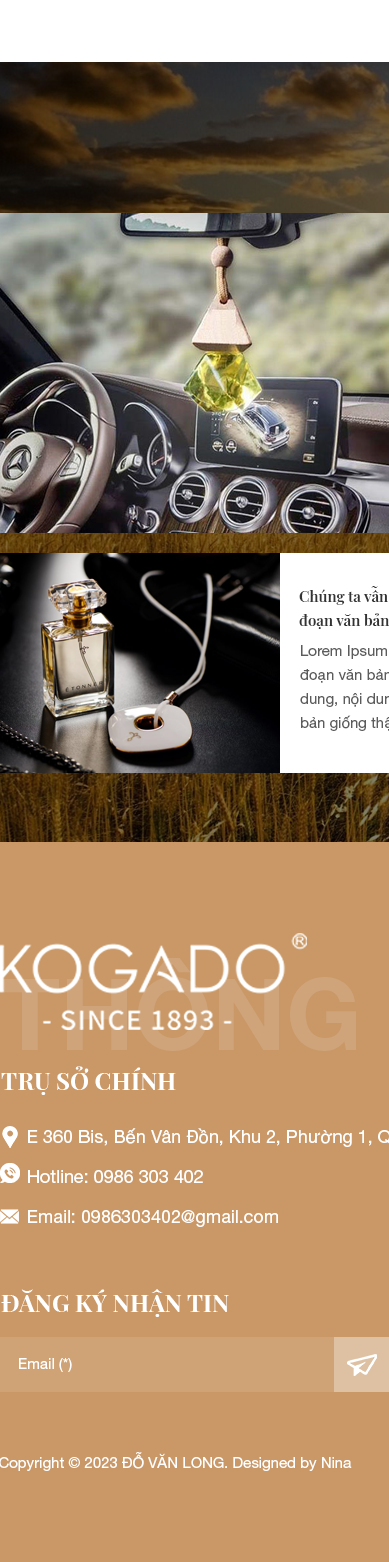 ETONNE
Chúng ta vẫn
đoạn văn bản
Lorem Ipsum
đoạn văn bản
dung, nội dun
bản giống thậ
KOGADO®
THÔNG
- SINCE 1893 -
TRỤ SỞ CHÍNH
E 360 Bis, Bến Vân Đồn, Khu 2, Phường 1, Q
Hotline: 0986 303 402
Email: 0986303402@gmail.com
ĐĂNG KÝ NHẬN TIN
Email (*)
Copyright © 2023 ĐỖ VĂN LONG. Designed by Nina